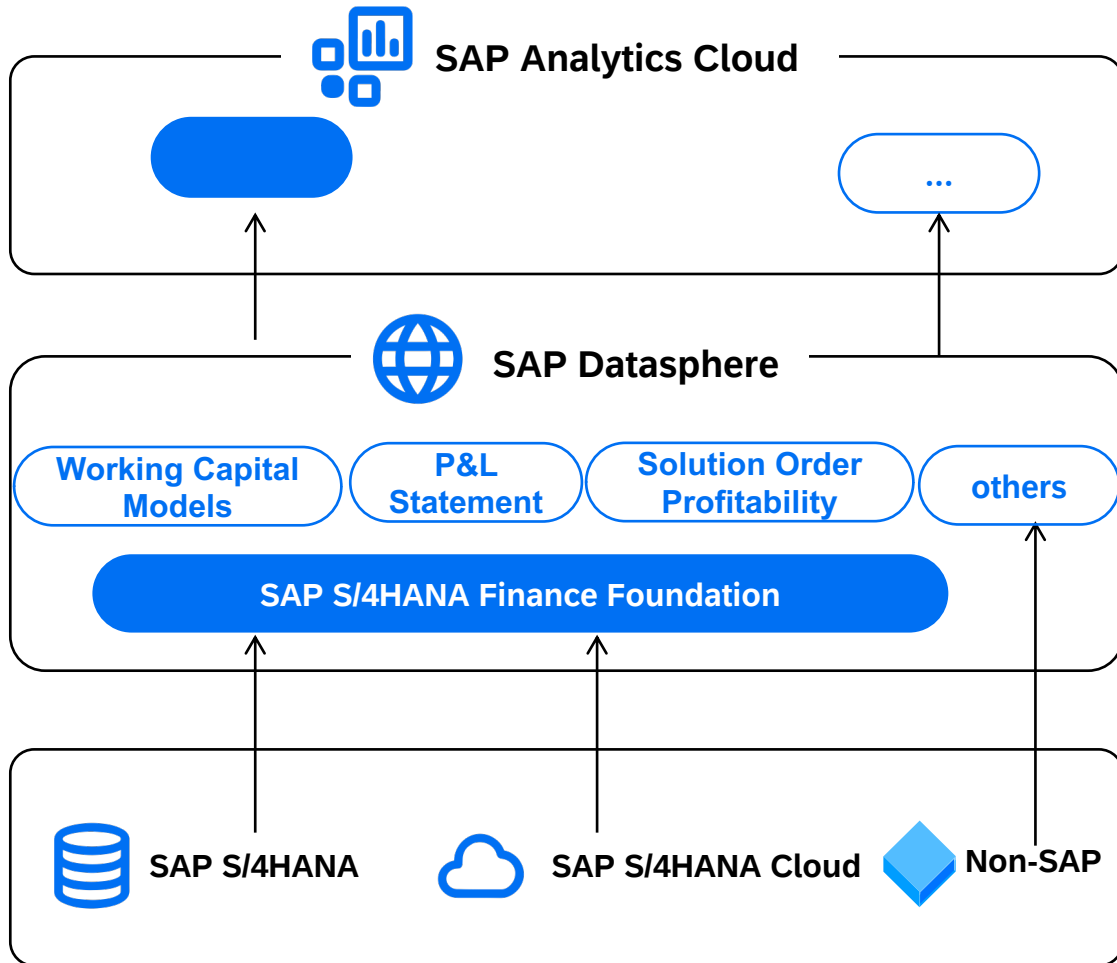 SAP Analytics Cloud
...
SAP Datasphere
Working Capital
Models
P&L
Statement
Solution Order
Profitability
others
SAP S/4HANA Finance Foundation
SAP S/4HANA
SAP S/4HANA Cloud
Non-SAP